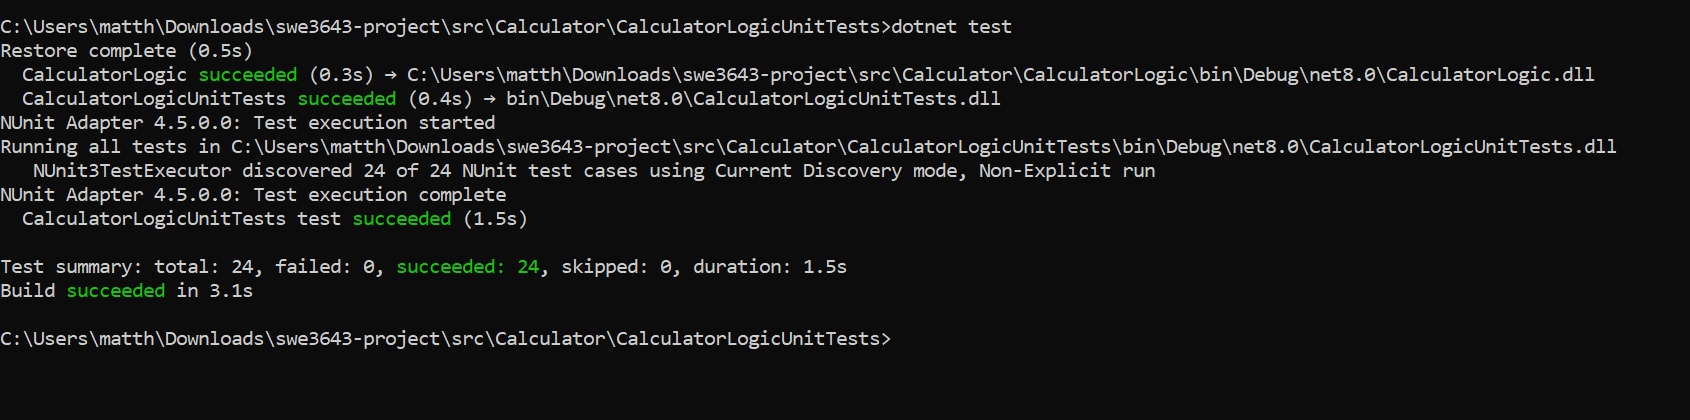 C:\Users\matth\Downloads\swe3643-project\src\Calculator\CalculatorLogicUnitTests>dotnet test
Restore complete (0.5s)
  CalculatorLogic succeeded (0.3s) → C:\Users\matth\Downloads\swe3643-project\src\Calculator\CalculatorLogic\bin\Debug\net8.0\CalculatorLogic.dll
  CalculatorLogicUnitTests succeeded (0.4s) → bin\Debug\net8.0\CalculatorLogicUnitTests.dll
NUnit Adapter 4.5.0.0: Test execution started
Running all tests in C:\Users\matth\Downloads\swe3643-project\src\Calculator\CalculatorLogicUnitTests\bin\Debug\net8.0\CalculatorLogicUnitTests.dll
   NUnit3TestExecutor discovered 24 of 24 NUnit test cases using Current Discovery mode, Non-Explicit run
NUnit Adapter 4.5.0.0: Test execution complete
  CalculatorLogicUnitTests test succeeded (1.5s)
Test summary: total: 24, failed: 0, succeeded: 24, skipped: 0, duration: 1.5s
Build succeeded in 3.1s
C:\Users\matth\Downloads\swe3643-project\src\Calculator\CalculatorLogicUnitTests>